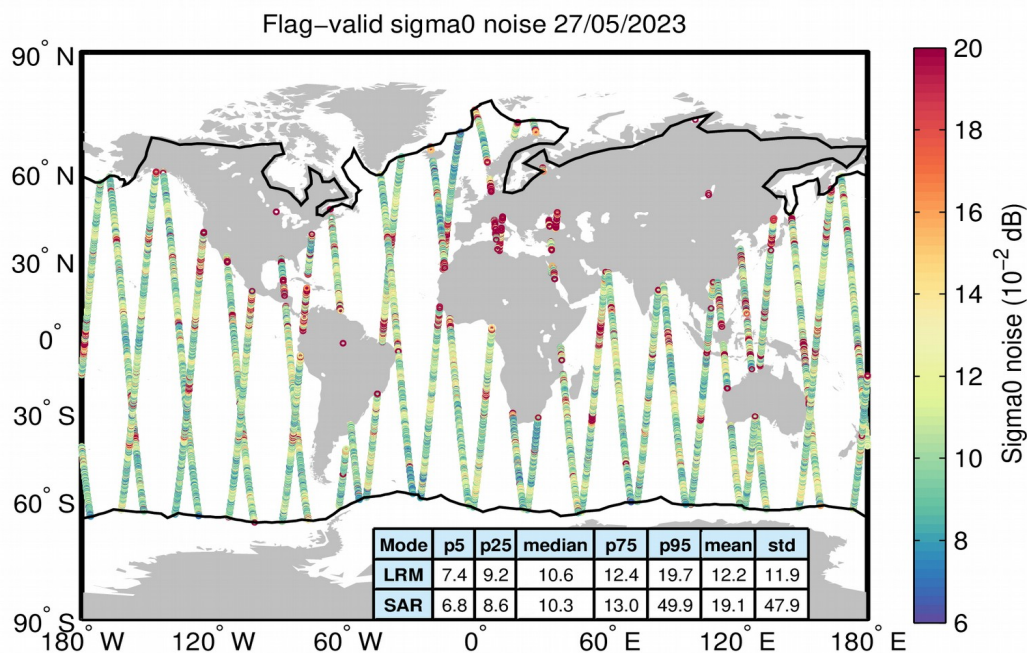 Flag−valid sigma0 noise 27/05/2023
90° N
60° N
30° N
0°
30° S
60° S
90° S
180° W
120° W
60° W
0°
60° E
120° E
180° E
Mode p5 p25 median p75 p95 mean std
LRM 7.4 9.2 10.6 12.4 19.7 12.2 11.9
SAR 6.8 8.6 10.3 13.0 49.9 19.1 47.9
20
18
16
14
12
10
8
6
Sigma0 noise (10⁻² dB)